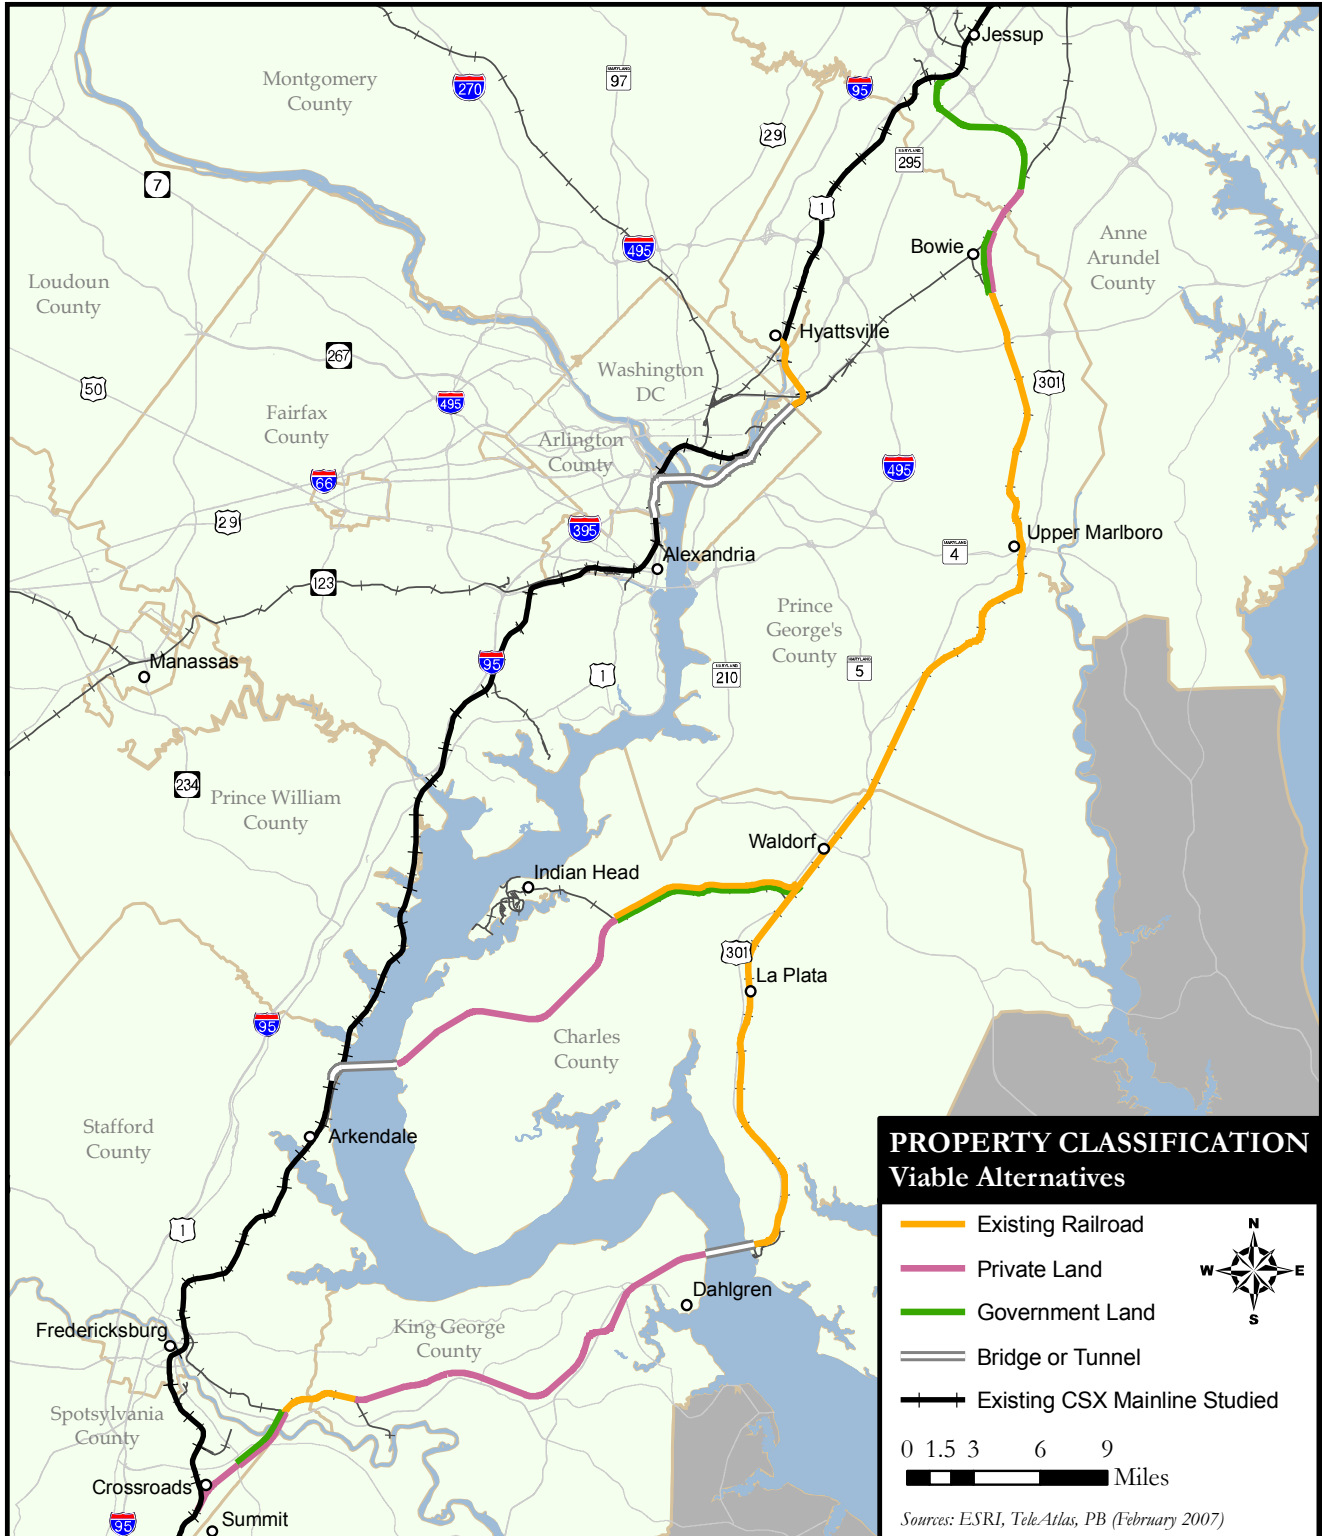 Jessup
Montgomery
County
270
MARYLAND
97
95
29
MARYLAND
295
7
1
495
Bowie
Anne
Arundel
County
Loudoun
County
Hyattsville
267
Washington
DC
50
495
301
Fairfax
County
Arlington
County
66
495
29
395
Upper Marlboro
MARYLAND
4
Alexandria
123
Prince
George's
County
Manassas
95
1
MARYLAND
210
MARYLAND
5
234
Prince William
County
Waldorf
Indian Head
301
La Plata
95
Charles
County
Stafford
County
Arkendale
1
Dahlgren
Fredericksburg
King George
County
Spotsylvania
County
Crossroads
95
Summit
PROPERTY CLASSIFICATION
Viable Alternatives
Existing Railroad
Private Land
Government Land
Bridge or Tunnel
Existing CSX Mainline Studied
N
W E
S
0 1.5 3 6 9
Miles
Sources: ESRI, TeleAtlas, PB (February 2007)